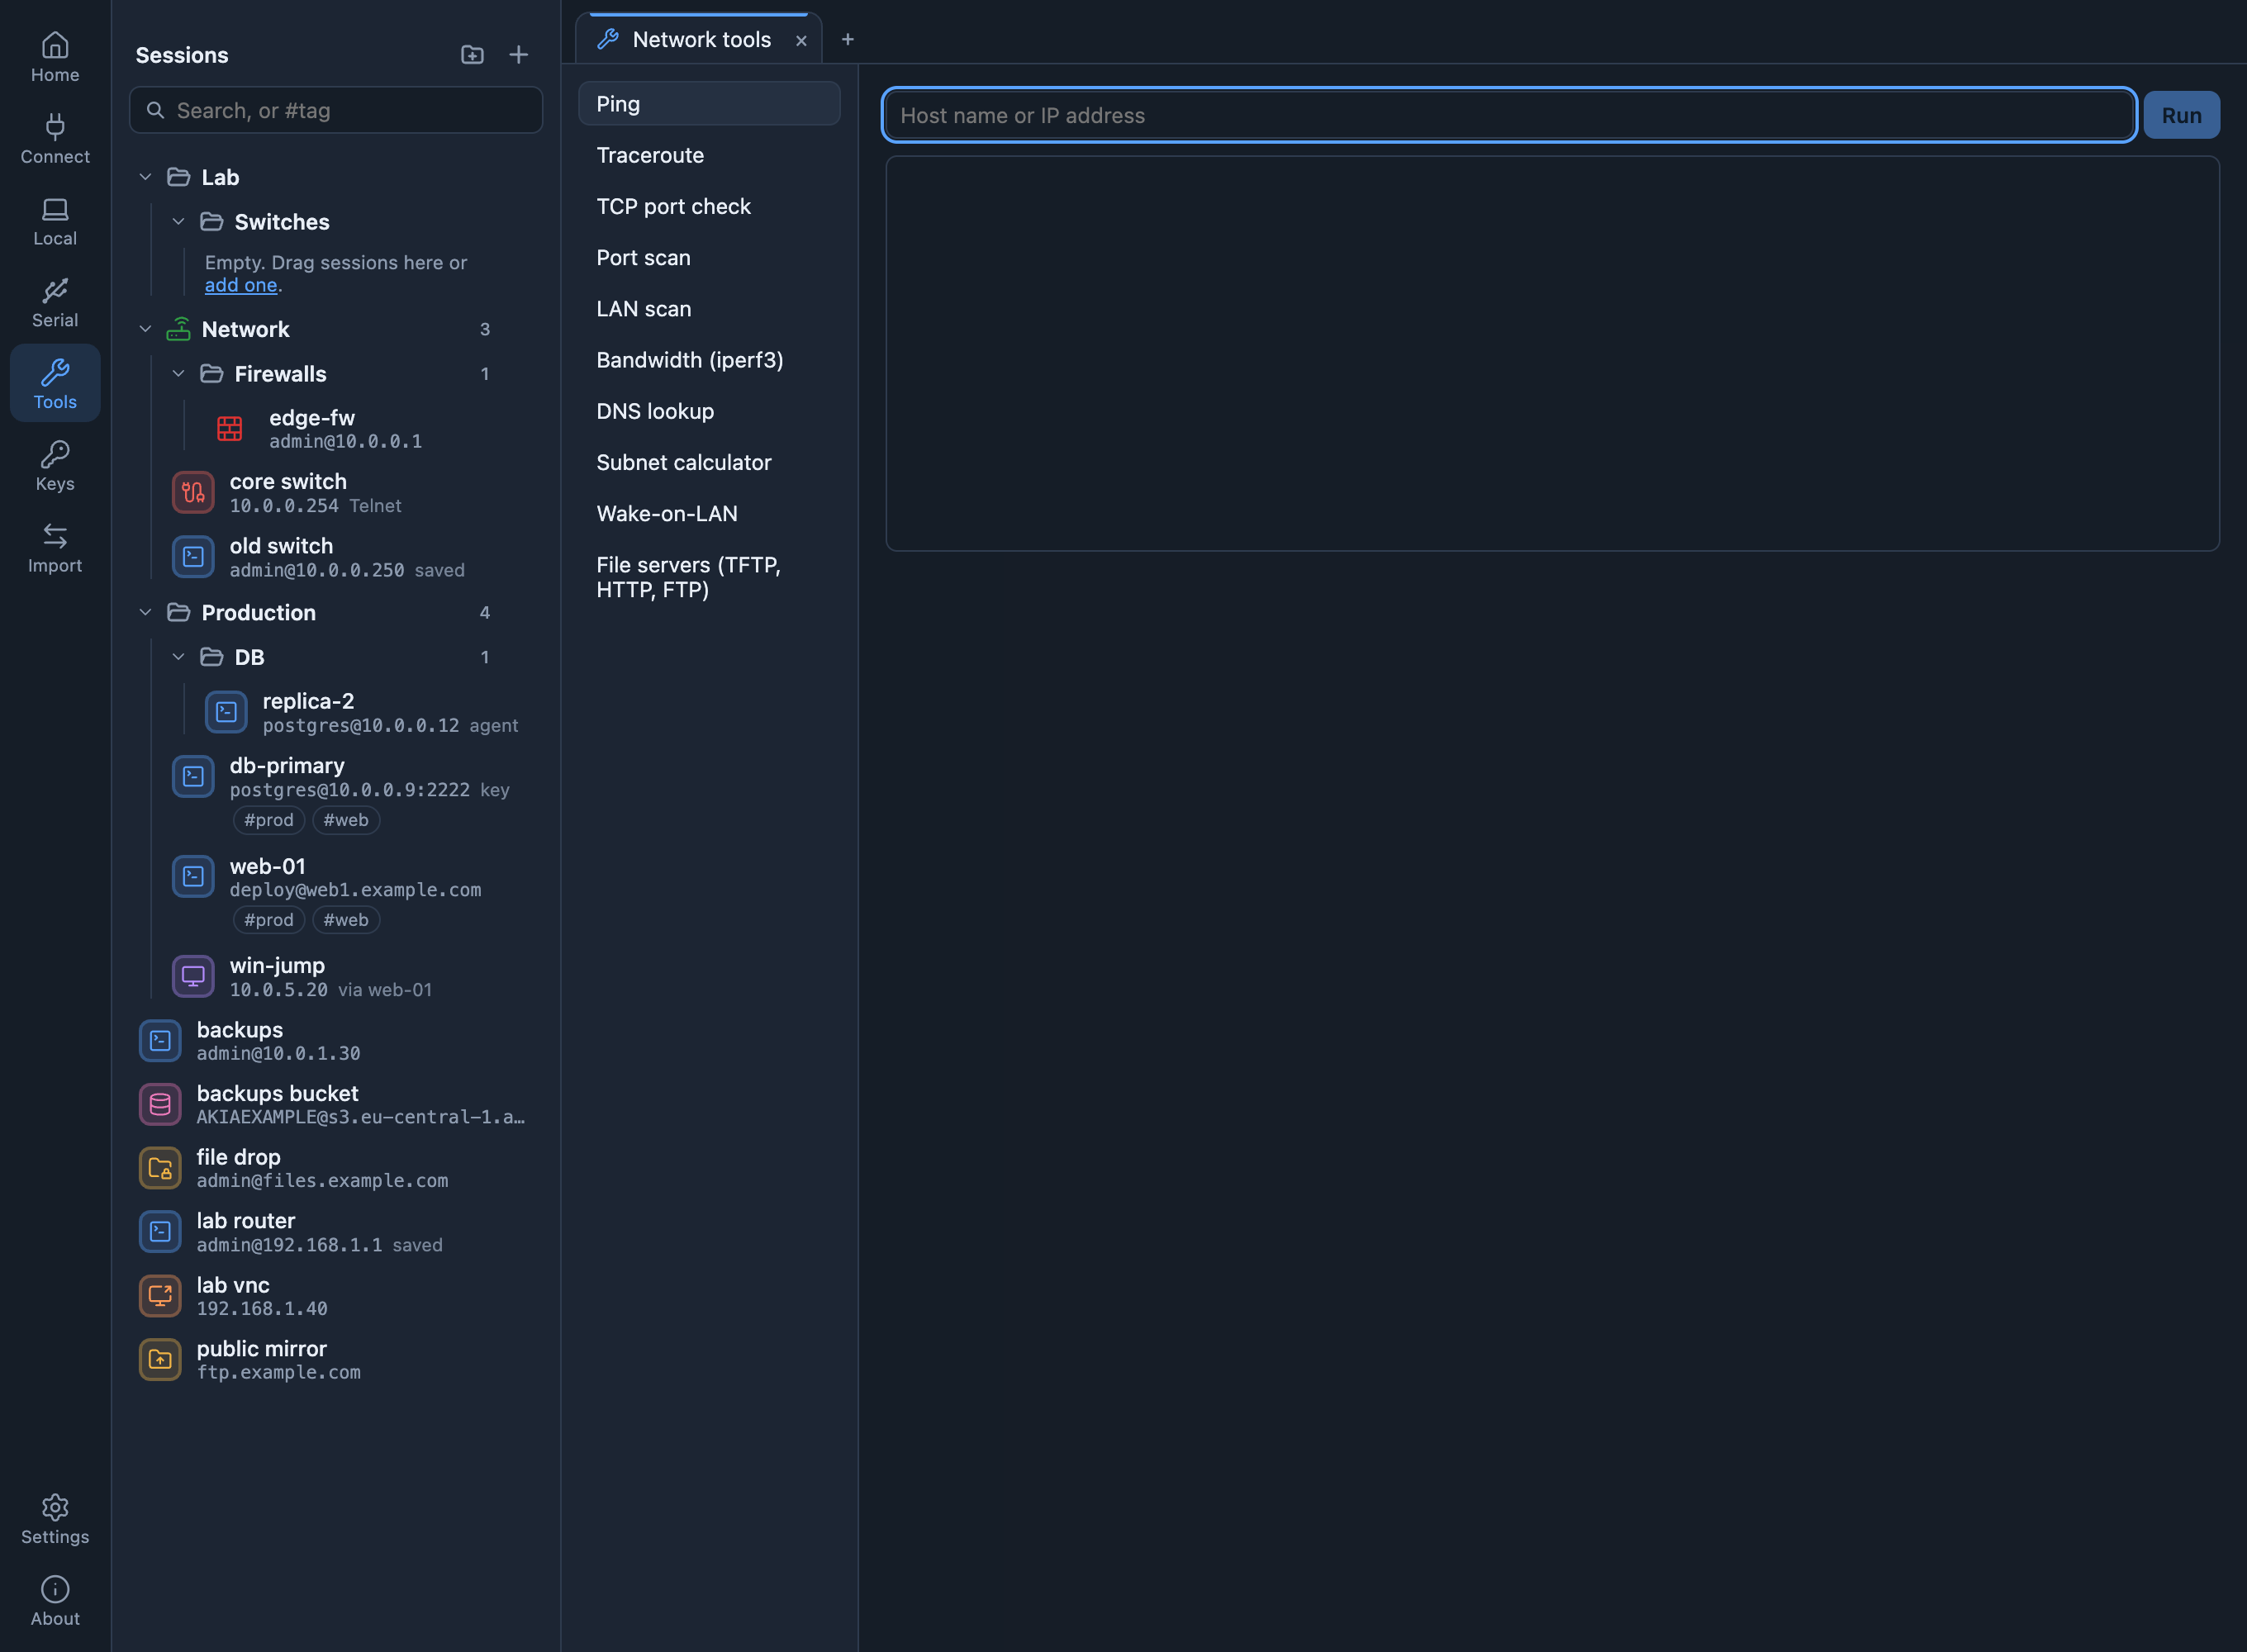 Home
Connect
Local
Serial
Tools
Keys
Import
Settings
About
Sessions
Search, or #tag
Lab
Switches
Empty. Drag sessions here or
add one.
Network 3
Firewalls 1
edge-fw
admin@10.0.0.1
core switch
10.0.0.254 Telnet
old switch
admin@10.0.0.250 saved
Production 4
DB 1
replica-2
postgres@10.0.0.12 agent
db-primary
postgres@10.0.0.9:2222 key
#prod #web
web-01
deploy@web1.example.com
#prod #web
win-jump
10.0.5.20 via web-01
backups
admin@10.0.1.30
backups bucket
AKIAEXAMPLE@s3.eu-central-1.a…
file drop
admin@files.example.com
lab router
admin@192.168.1.1 saved
lab vnc
192.168.1.40
public mirror
ftp.example.com
Network tools
Ping
Traceroute
TCP port check
Port scan
LAN scan
Bandwidth (iperf3)
DNS lookup
Subnet calculator
Wake-on-LAN
File servers (TFTP,
HTTP, FTP)
Host name or IP address
Run